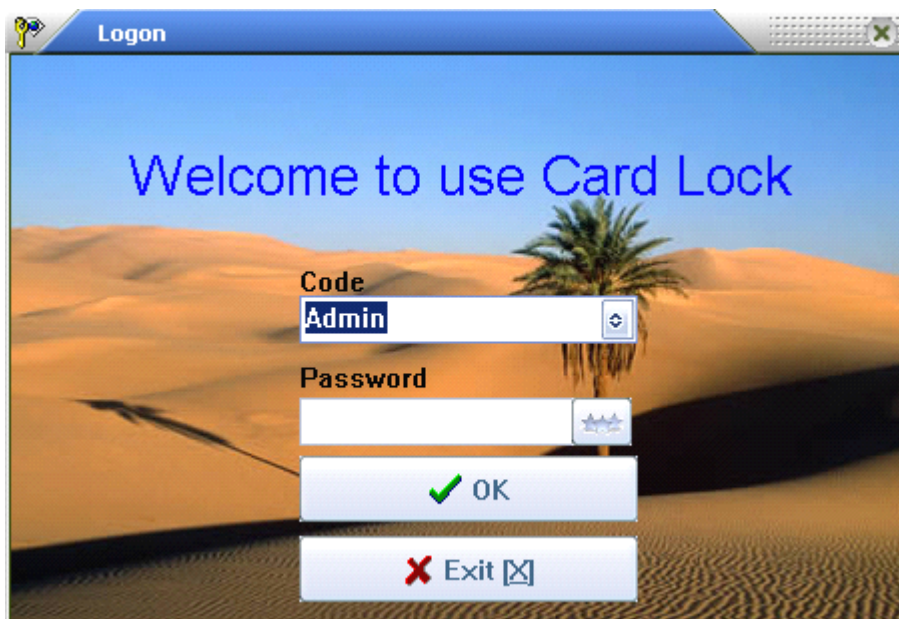 Logon
Welcome to use Card Lock
Code
Admin
Password
OK
Exit [X]